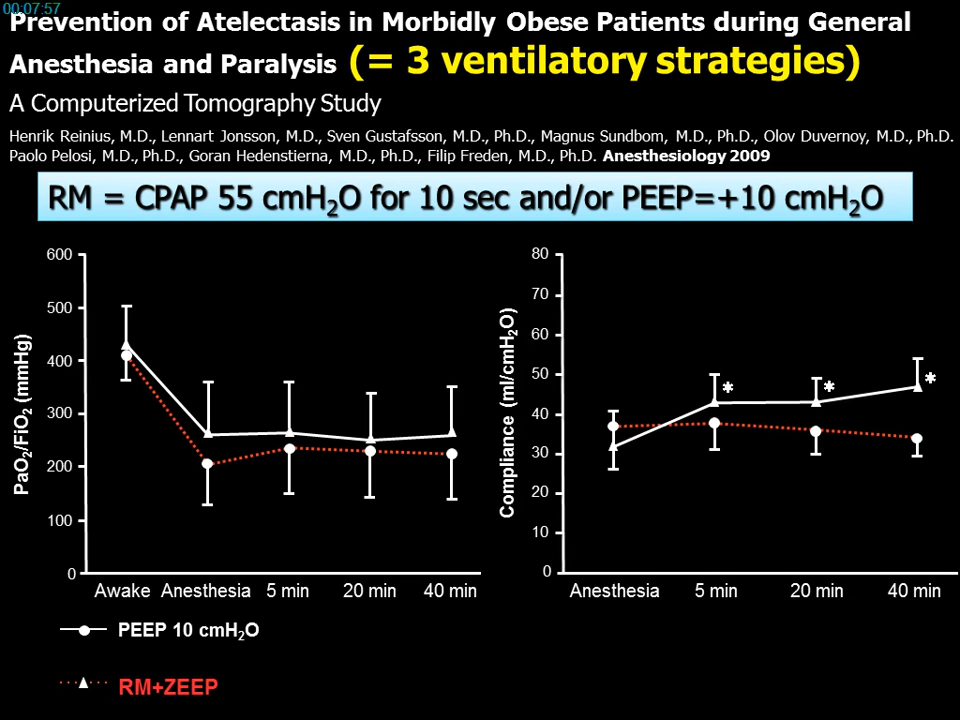 00:07:57
Prevention of Atelectasis in Morbidly Obese Patients during General
Anesthesia and Paralysis (= 3 ventilatory strategies)
A Computerized Tomography Study
Henrik Reinius, M.D., Lennart Jonsson, M.D., Sven Gustafsson, M.D., Ph.D., Magnus Sundbom, M.D., Ph.D., Olov Duvernoy, M.D., Ph.D.
Paolo Pelosi, M.D., Ph.D., Goran Hedenstierna, M.D., Ph.D., Filip Freden, M.D., Ph.D. Anesthesiology 2009
RM = CPAP 55 cmH₂O for 10 sec and/or PEEP=+10 cmH₂O
PaO₂/FiO₂ (mmHg)
600
500
400
300
200
100
0
Awake Anesthesia 5 min 20 min 40 min
Compliance (ml/cmH₂O)
80
70
60
50
40
30
20
10
0
* * *
Anesthesia 5 min 20 min 40 min
PEEP 10 cmH₂O
RM+ZEEP